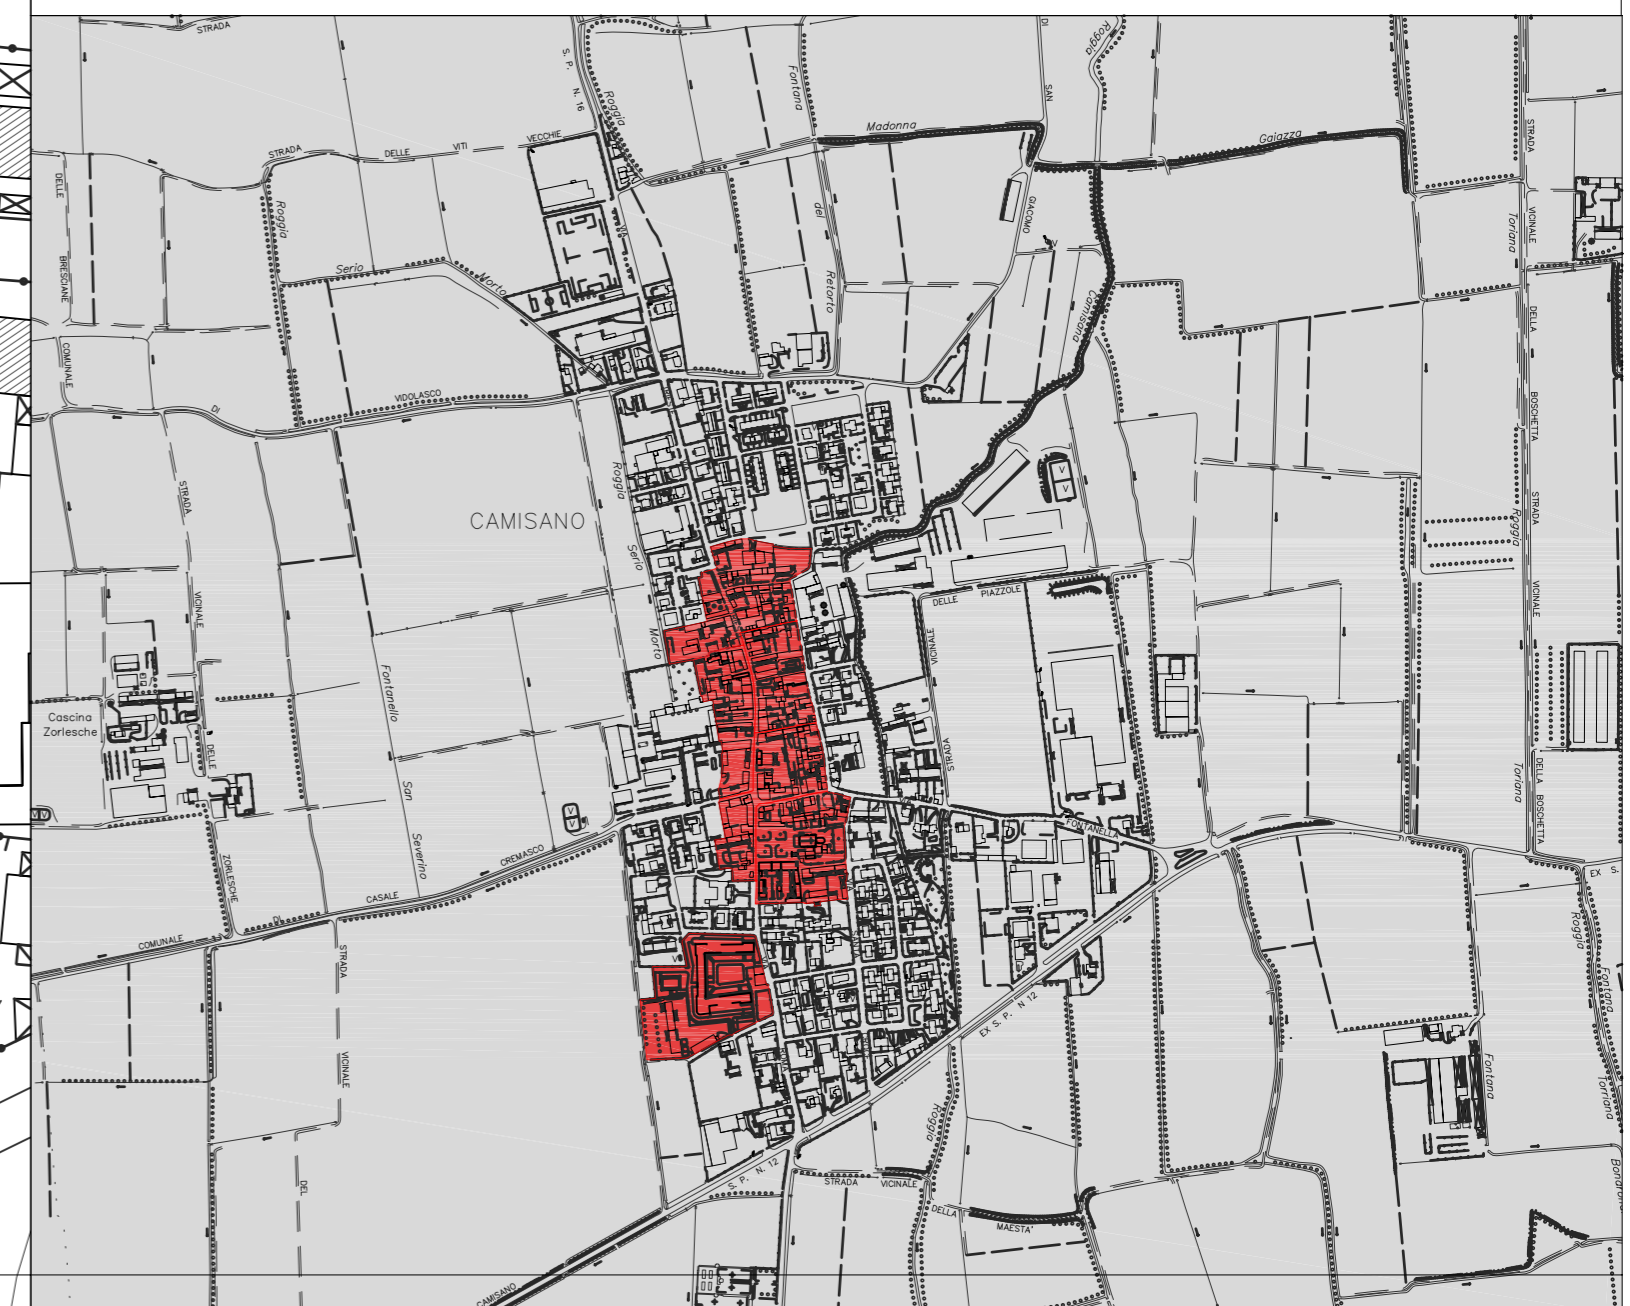 STRADA
S. P. N. 16
Roggia
Fontana
DI
SAN
GIACOMO
Roggia
Madonna
Gaiazza
STRADA
VICINALE
DELLA
BOSCHETTA
Toriana
STRADA
DELLE
VITI
VECCHIE
DELLE
BRESCIANE
COMUNALE
Roggia
Serio
Morto
VIA
del
Retorto
Camisana
DI
VIDOLASCO
STRADA
VICINALE
DELLE
ZORLESCHE
CAMISANO
Roggia
Serio
Morto
Roggia
STRADA
VICINALE
DELLA
BOSCHETTA
Toriana
DELLE
PIAZZOLE
VICINALE
STRADA
Cascina
Zorlesche
Fontanello
San
Severino
FONTANELLA
CREMASCO
CASALE
DI
COMUNALE
STRADA
VICINALE
DEL
EX S.
Roggia
Fontana
Torriana
EX S. P. N 12
Fontana
Roggia
S. P. N. 12
STRADA
VICINALE
DELLA
MAESTA'
CAMISANO